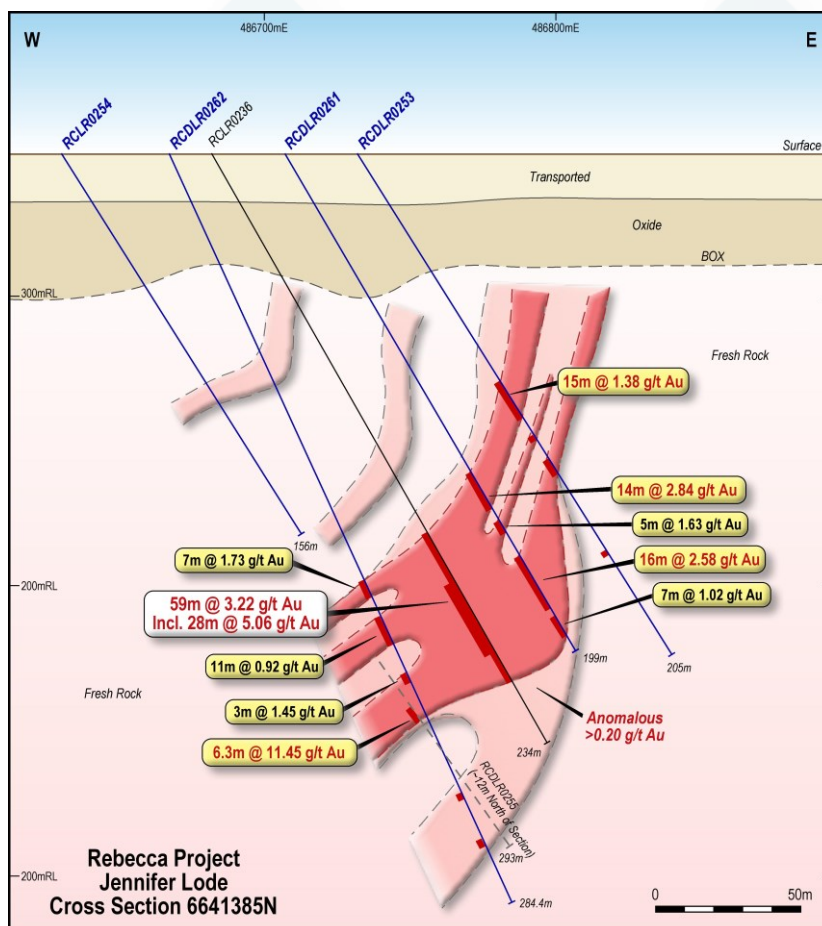 486700mE
486800mE
W
E
RCLR0254
RCDLR0262
RCLR0236
RCDLR0261
RCDLR0253
Surface
Transported
Oxide
BOX
300mRL
Fresh Rock
15m @ 1.38 g/t Au
14m @ 2.84 g/t Au
5m @ 1.63 g/t Au
156m
7m @ 1.73 g/t Au
16m @ 2.58 g/t Au
200mRL
59m @ 3.22 g/t Au
Incl. 28m @ 5.06 g/t Au
7m @ 1.02 g/t Au
199m
205m
11m @ 0.92 g/t Au
Fresh Rock
3m @ 1.45 g/t Au
Anomalous
>0.20 g/t Au
6.3m @ 11.45 g/t Au
234m
RCDLR0255
(~12m North of Section)
293m
284.4m
200mRL
Rebecca Project
Jennifer Lode
Cross Section 6641385N
0
50m